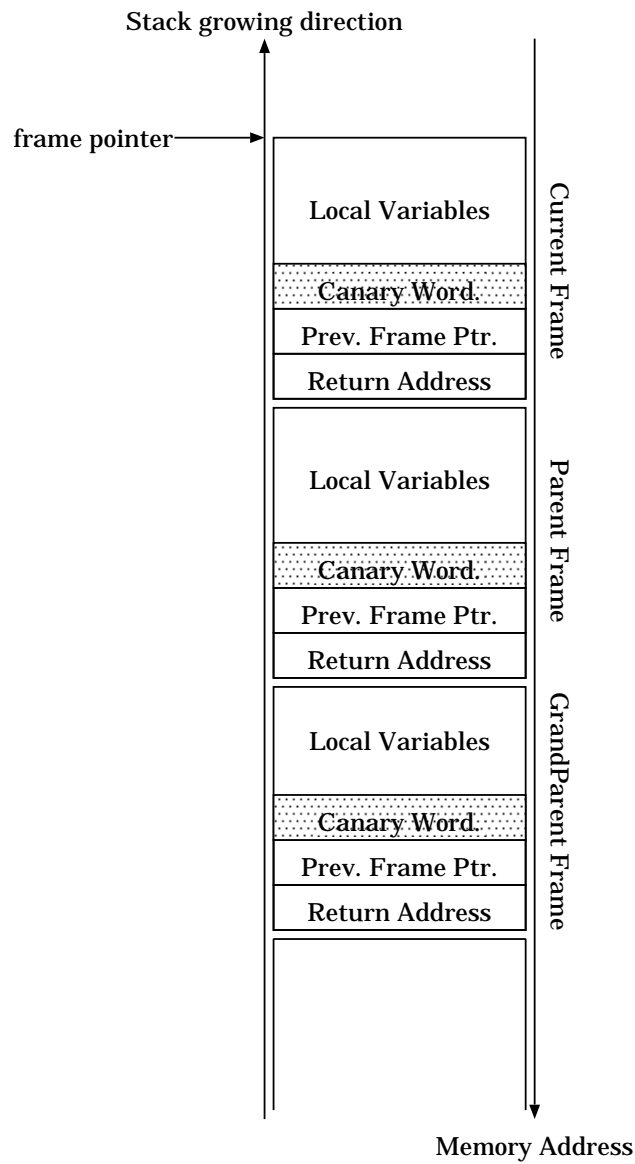 Stack growing direction
frame pointer
Local Variables
Canary Word.
Prev. Frame Ptr.
Return Address
Current Frame
Local Variables
Canary Word.
Prev. Frame Ptr.
Return Address
Parent Frame
Local Variables
Canary Word.
Prev. Frame Ptr.
Return Address
GrandParent Frame
Memory Address